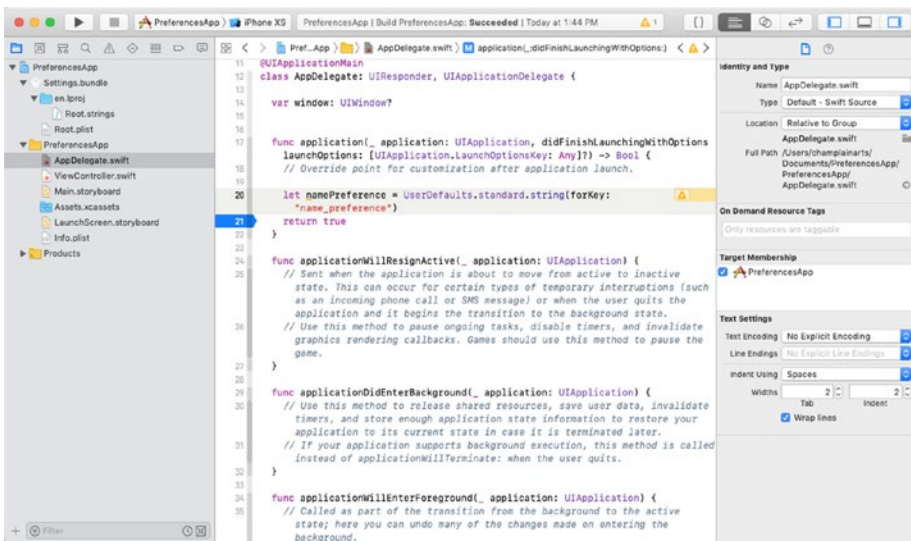 PreferencesApp
iPhone XS
PreferencesApp | Build PreferencesApp: Succeeded | Today at 1:44 PM
1
{}
Pref...App
AppDelegate.swift
M
application(_:didFinishLaunchingWithOptions:)
PreferencesApp
Settings.bundle
en.lproj
Root.strings
Root.plist
PreferencesApp
AppDelegate.swift
ViewController.swift
Main.storyboard
Assets.xcassets
LaunchScreen.storyboard
Info.plist
Products
Filter
11 @UIApplicationMain
12 class AppDelegate: UIResponder, UIApplicationDelegate {
13
14 var window: UIWindow?
15
16
17 func application(_ application: UIApplication, didFinishLaunchingWithOptions
launchOptions: [UIApplication.LaunchOptionsKey: Any]?) -> Bool {
18 // Override point for customization after application launch.
19
20 let namePreference = UserDefaults.standard.string(forKey:
"name_preference")
21 return true
22 }
23
24 func applicationWillResignActive(_ application: UIApplication) {
25 // Sent when the application is about to move from active to inactive
state. This can occur for certain types of temporary interruptions (such
as an incoming phone call or SMS message) or when the user quits the
application and it begins the transition to the background state.
26 // Use this method to pause ongoing tasks, disable timers, and invalidate
graphics rendering callbacks. Games should use this method to pause the
game.
27 }
28
29 func applicationDidEnterBackground(_ application: UIApplication) {
30 // Use this method to release shared resources, save user data, invalidate
timers, and store enough application state information to restore your
application to its current state in case it is terminated later.
31 // If your application supports background execution, this method is called
instead of applicationWillTerminate: when the user quits.
32 }
33
34 func applicationWillEnterForeground(_ application: UIApplication) {
35 // Called as part of the transition from the background to the active
state; here you can undo many of the changes made on entering the
background.
Identity and Type
Name AppDelegate.swift
Type Default - Swift Source
Location Relative to Group
AppDelegate.swift
Full Path /Users/champlainarts/
Documents/PreferencesApp/
PreferencesApp/
AppDelegate.swift
On Demand Resource Tags
Only resources are taggable
Target Membership
PreferencesApp
Text Settings
Text Encoding No Explicit Encoding
Line Endings No Explicit Line Endings
Indent Using Spaces
Widths 2 2
Tab Indent
Wrap lines